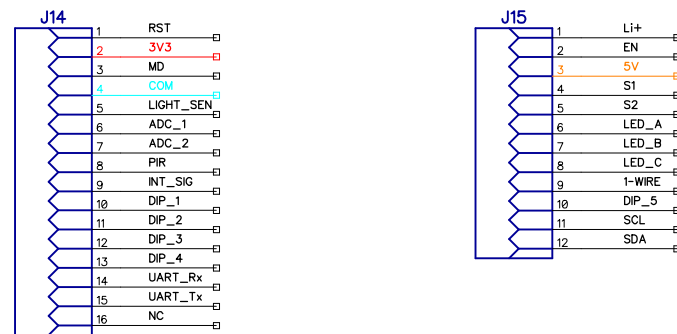 J14
1 RST
2 3V3
3 MD
4 COM
5 LIGHT_SEN
6 ADC_1
7 ADC_2
8 PIR
9 INT_SIG
10 DIP_1
11 DIP_2
12 DIP_3
13 DIP_4
14 UART_Rx
15 UART_Tx
16 NC
J15
1 Li+
2 EN
3 5V
4 S1
5 S2
6 LED_A
7 LED_B
8 LED_C
9 1-WIRE
10 DIP_5
11 SCL
12 SDA